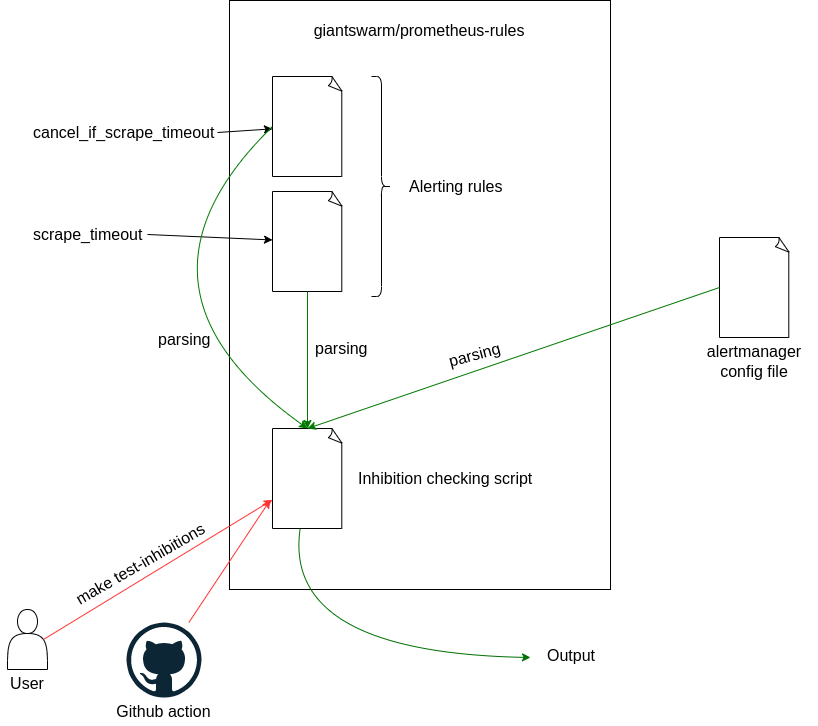 giantswarm/prometheus-rules
cancel_if_scrape_timeout
Alerting rules
scrape_timeout
parsing
parsing
parsing
alertmanager
config file
Inhibition checking script
make test-inhibitions
User
Github action
Output